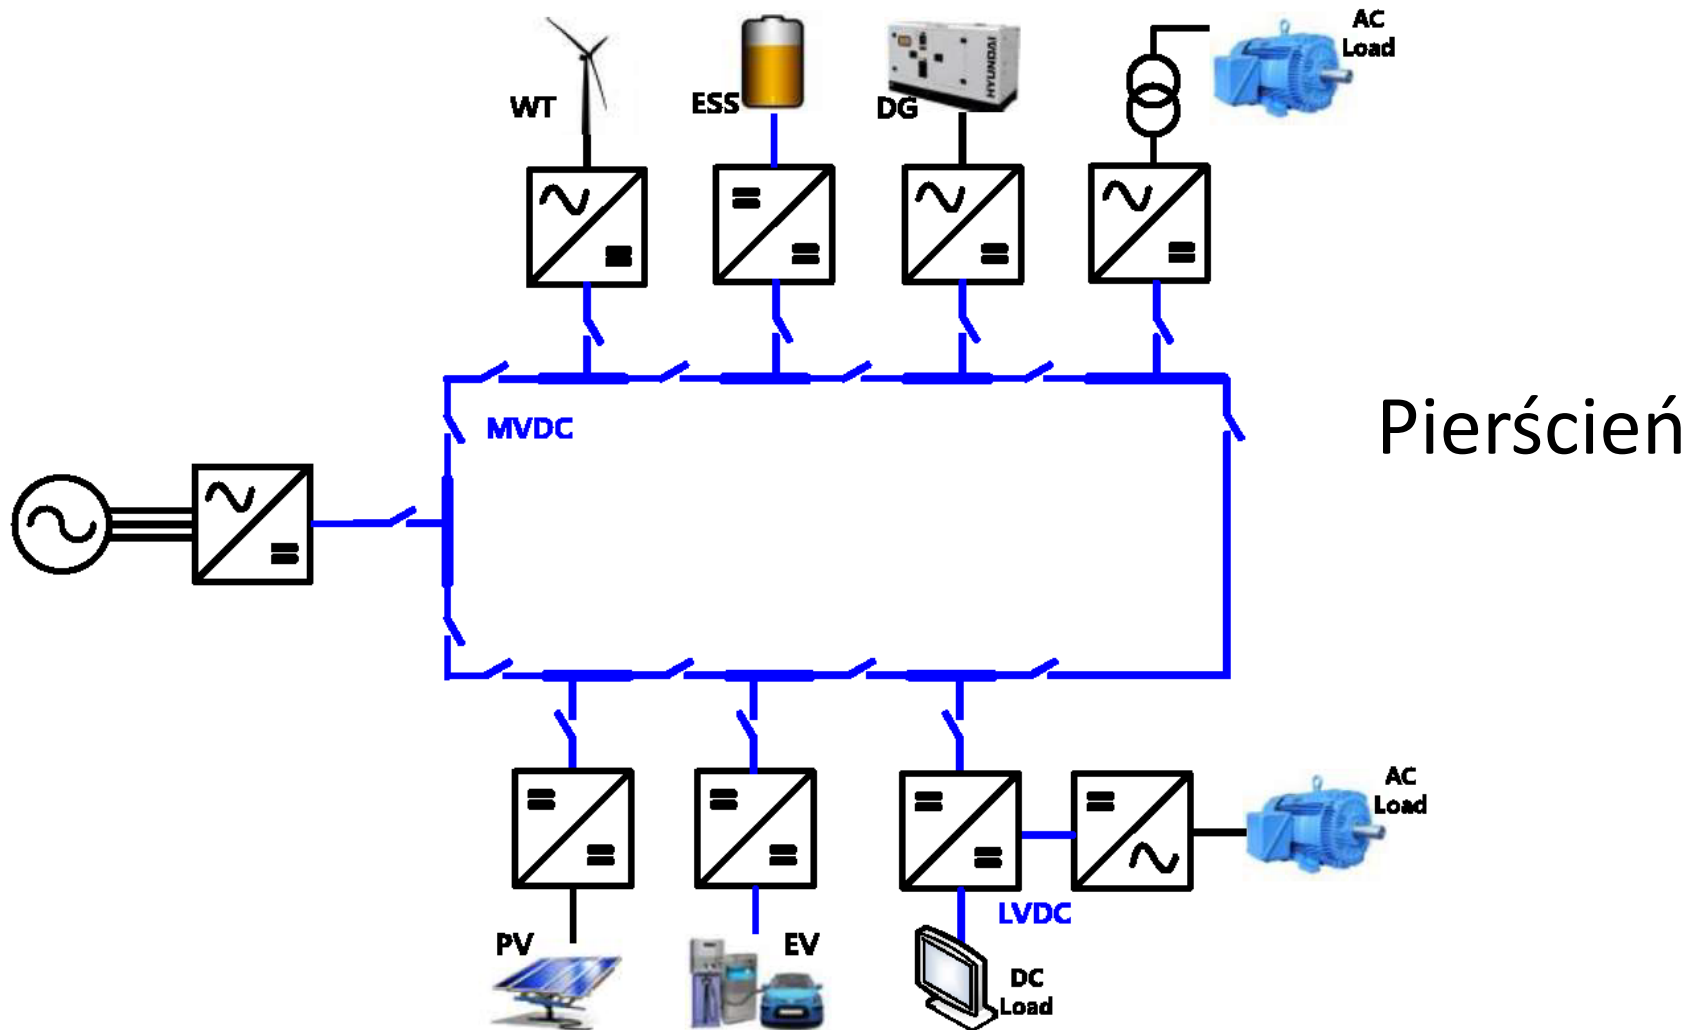 WT
ESS
DG
HYUNDAI
AC
Load
MVDC
Pierścień
AC
Load
LVDC
PV
EV
DC
Load